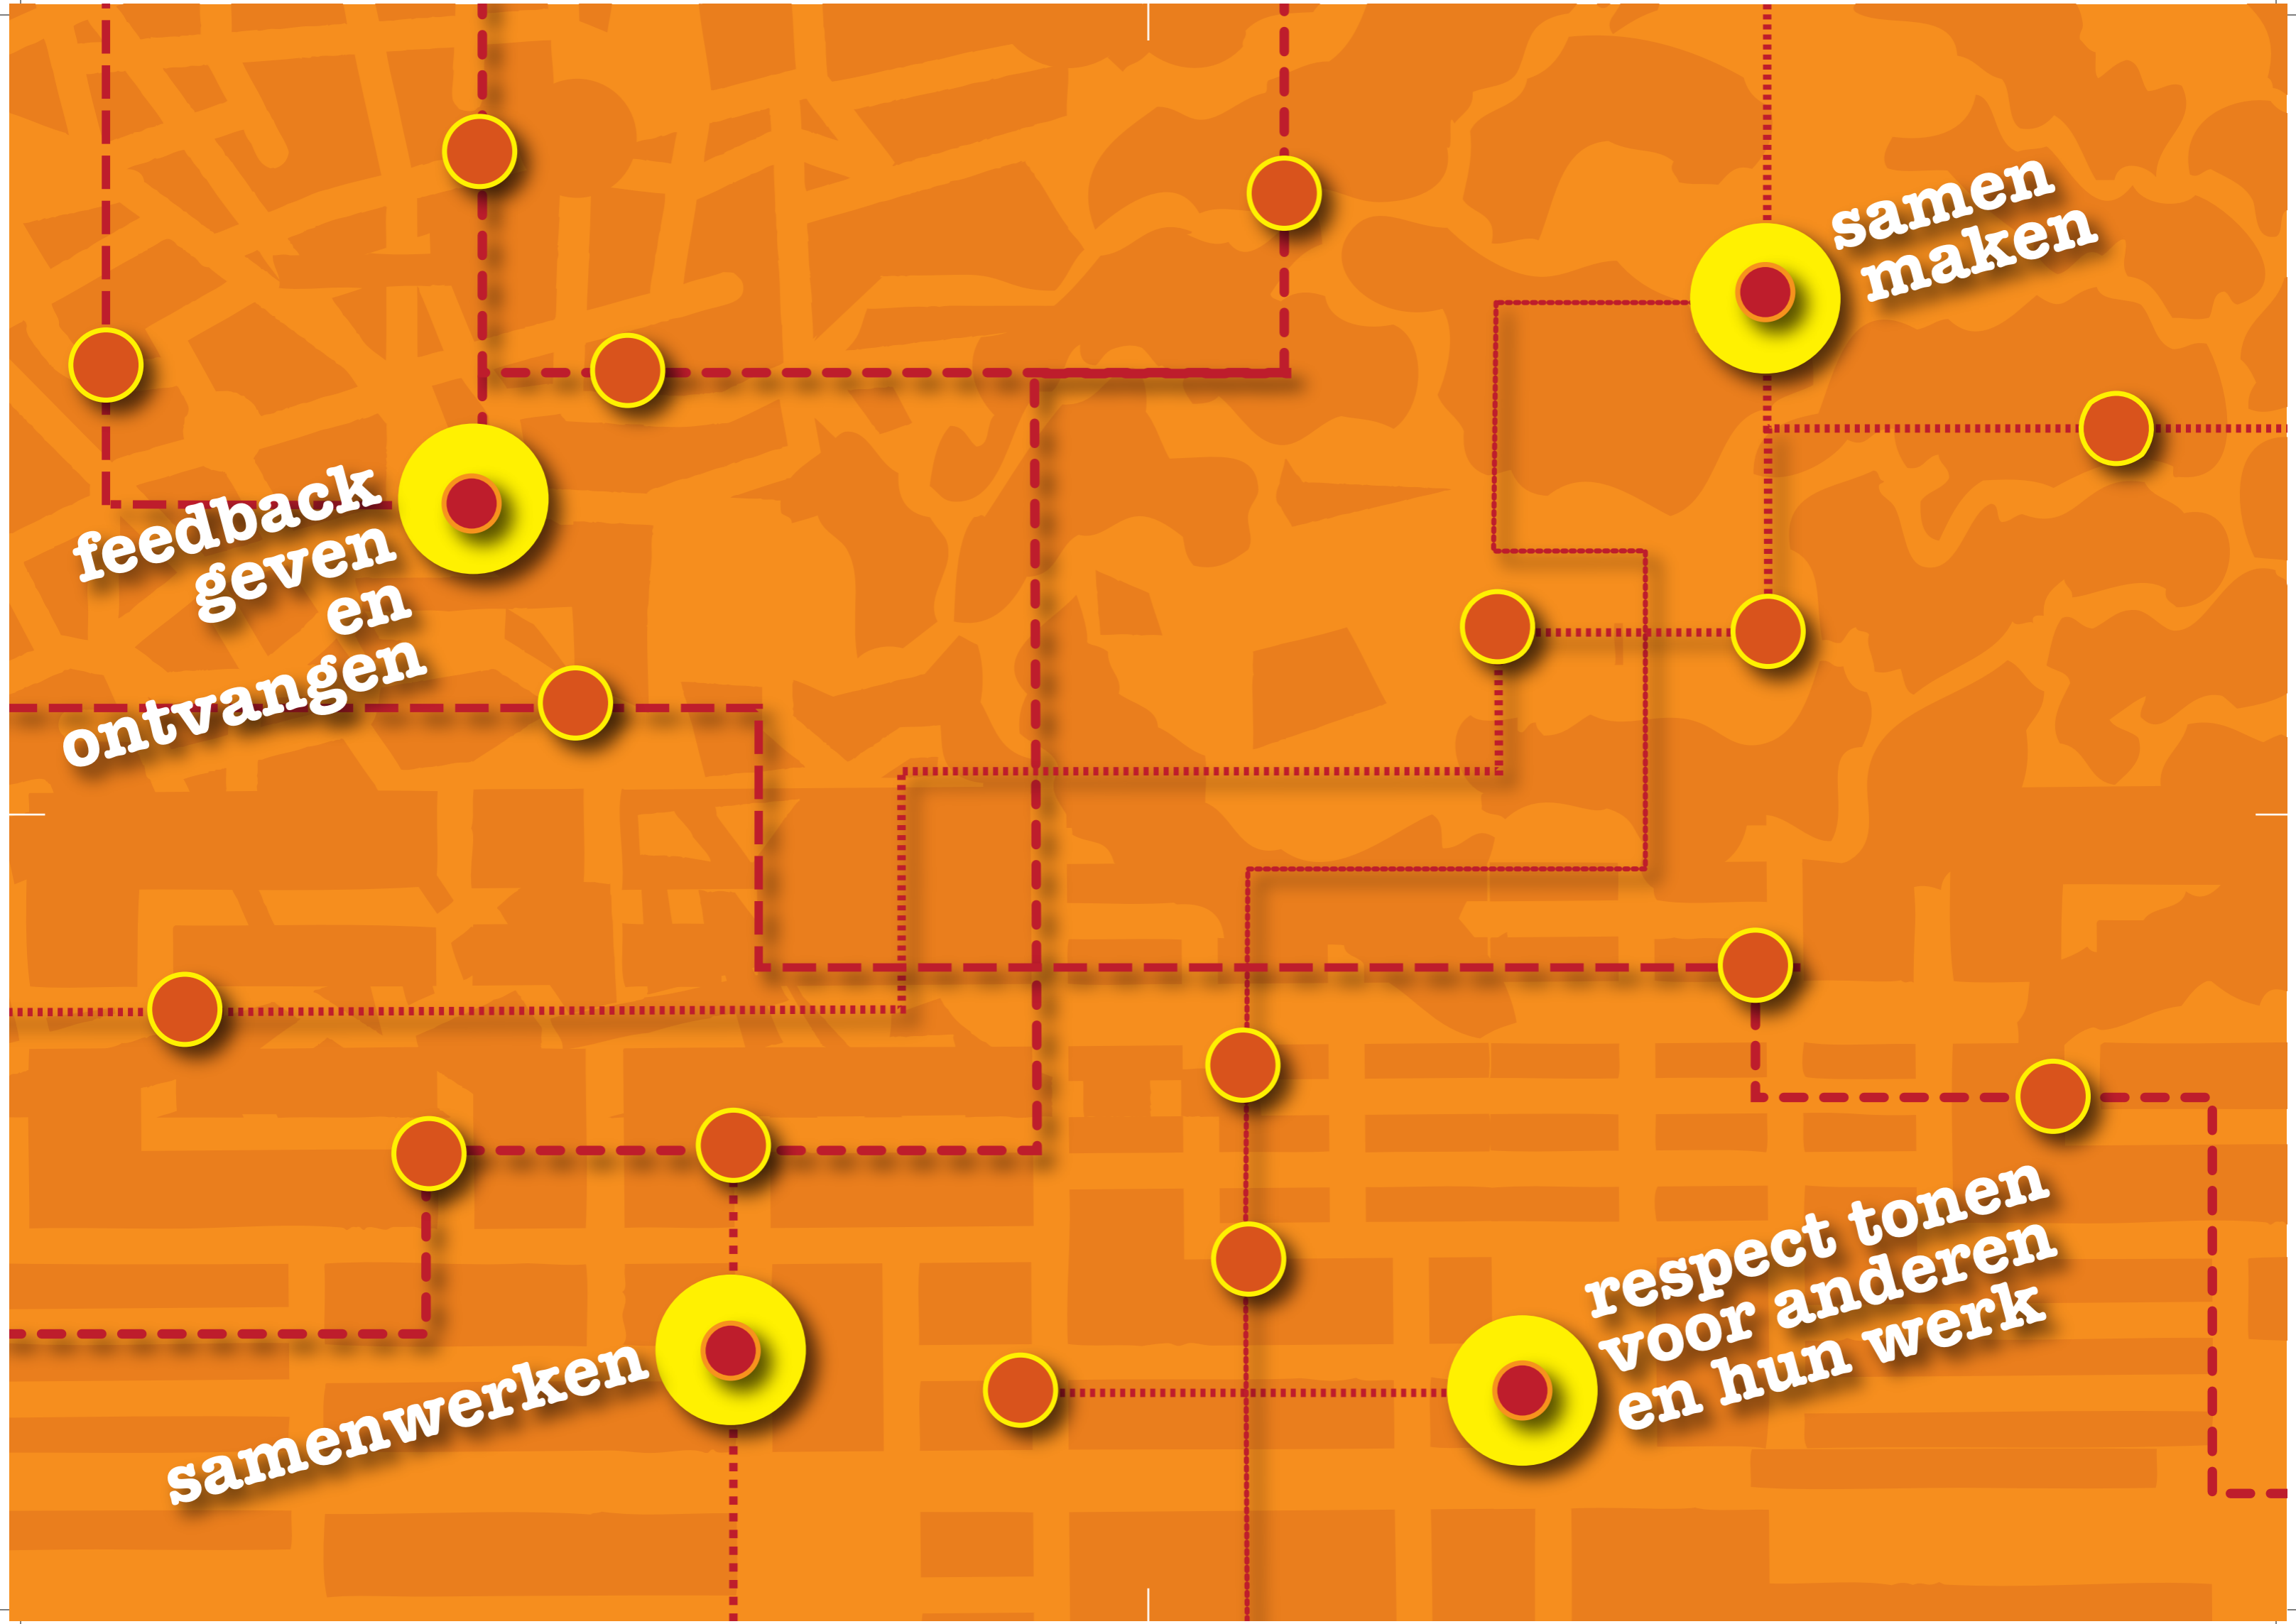 samen
maken
feedback
geven
en
ontvangen
respect tonen
voor anderen
en hun werk
samenwerken